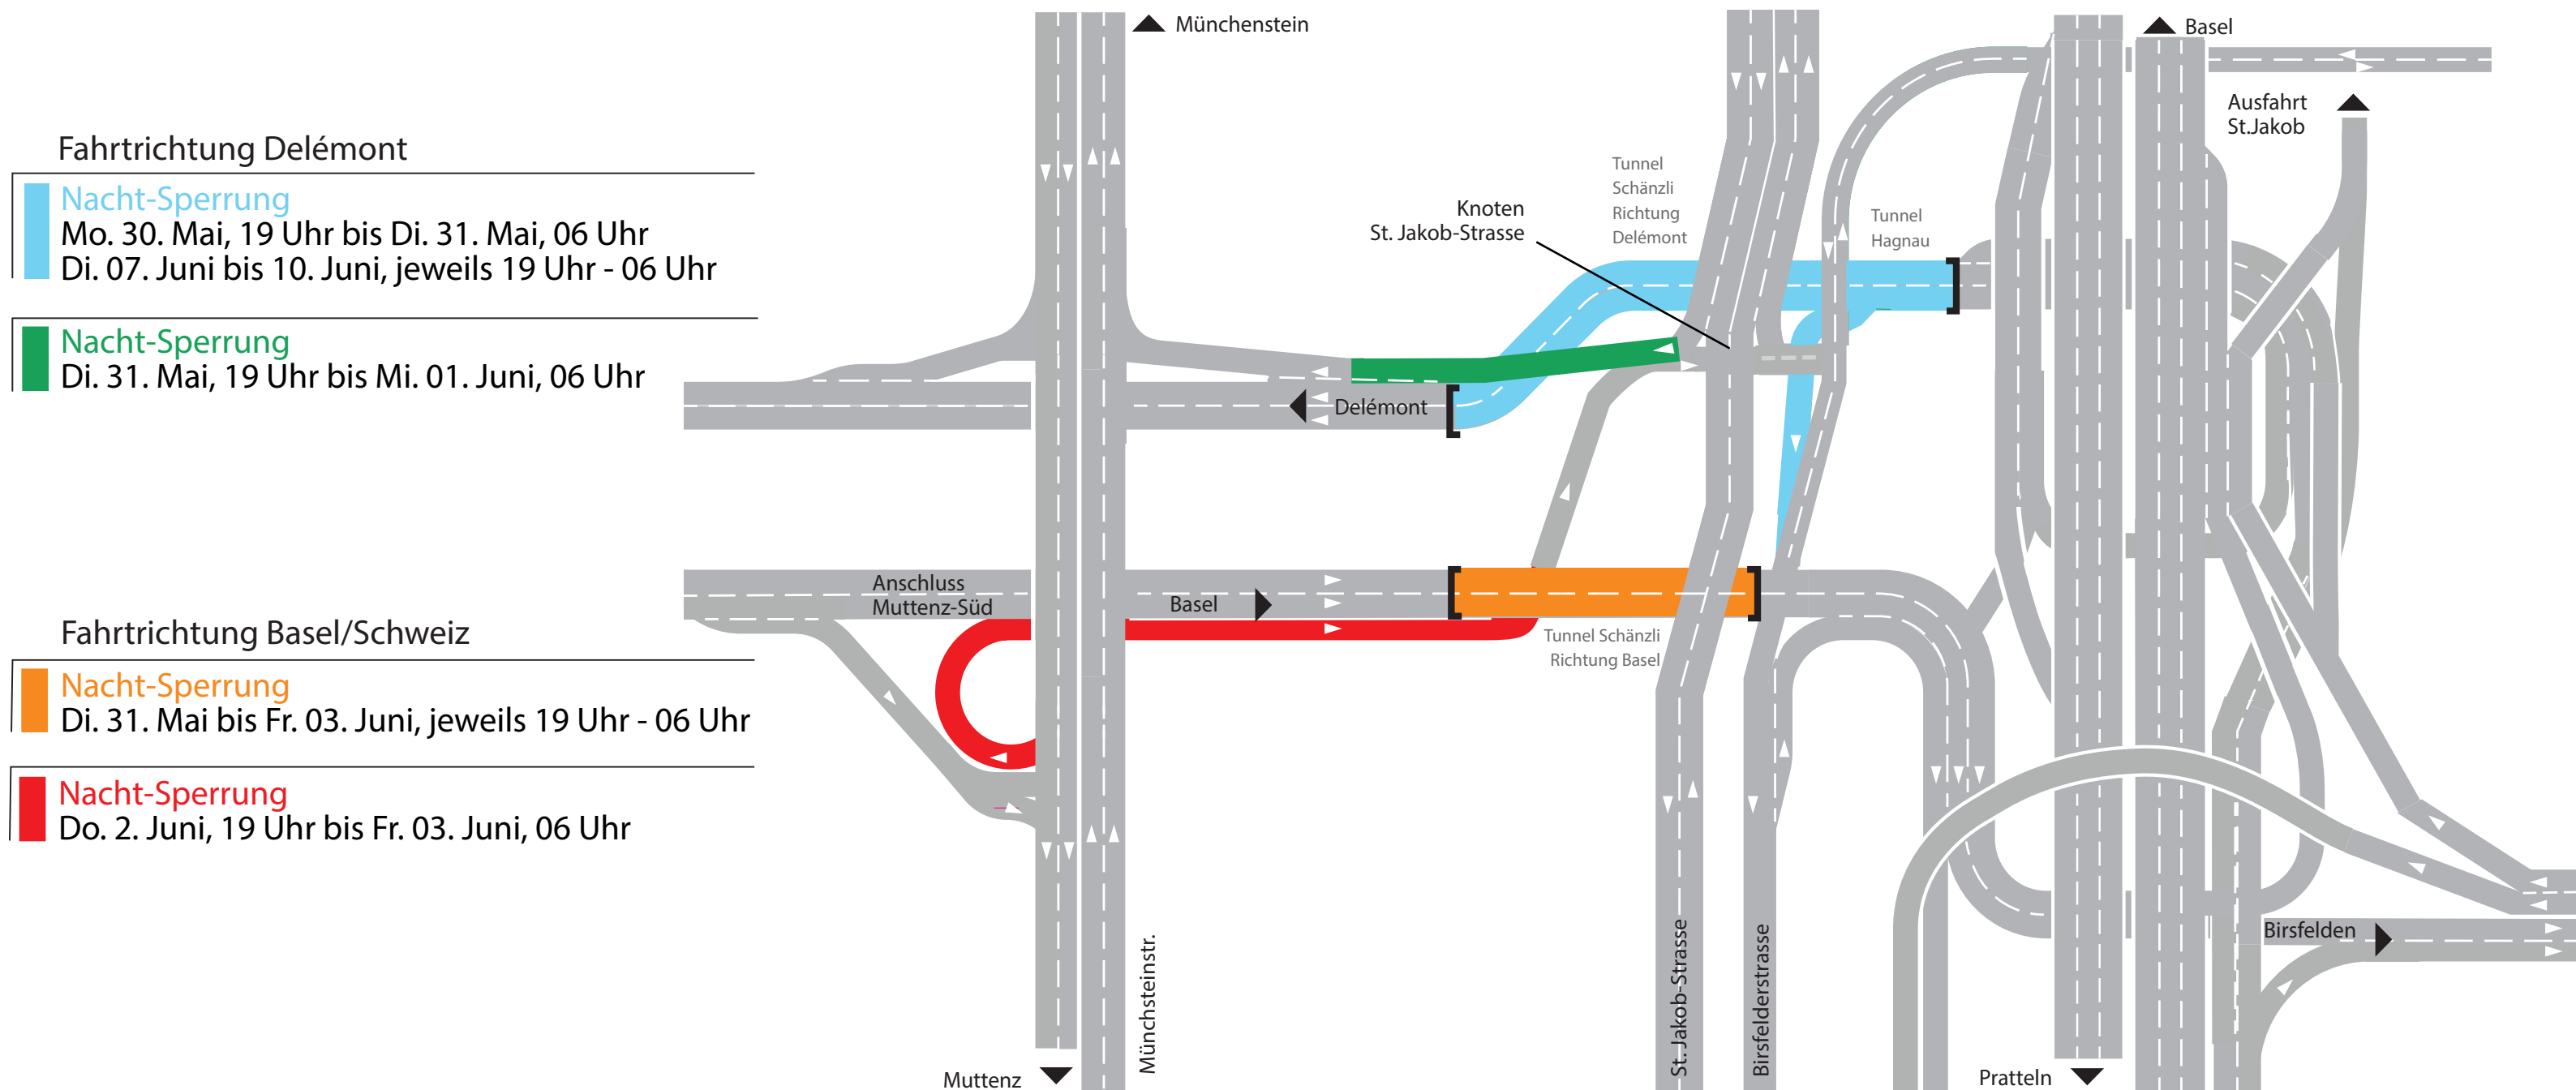 Fahrtrichtung Delémont
Nacht-Sperrung
Mo. 30. Mai, 19 Uhr bis Di. 31. Mai, 06 Uhr
Di. 07. Juni bis 10. Juni, jeweils 19 Uhr - 06 Uhr
Nacht-Sperrung
Di. 31. Mai, 19 Uhr bis Mi. 01. Juni, 06 Uhr
Fahrtrichtung Basel/Schweiz
Nacht-Sperrung
Di. 31. Mai bis Fr. 03. Juni, jeweils 19 Uhr - 06 Uhr
Nacht-Sperrung
Do. 2. Juni, 19 Uhr bis Fr. 03. Juni, 06 Uhr
Münchenstein
Basel
Ausfahrt
St.Jakob
Tunnel
Schänzli
Richtung
Delémont
Knoten
St. Jakob-Strasse
Tunnel
Hagnau
Delémont
Anschluss
Muttenz-Süd
Basel
Tunnel Schänzli
Richtung Basel
Münchsteinstr.
St. Jakob-Strasse
Birsfelderstrasse
Birsfelden
Muttenz
Pratteln